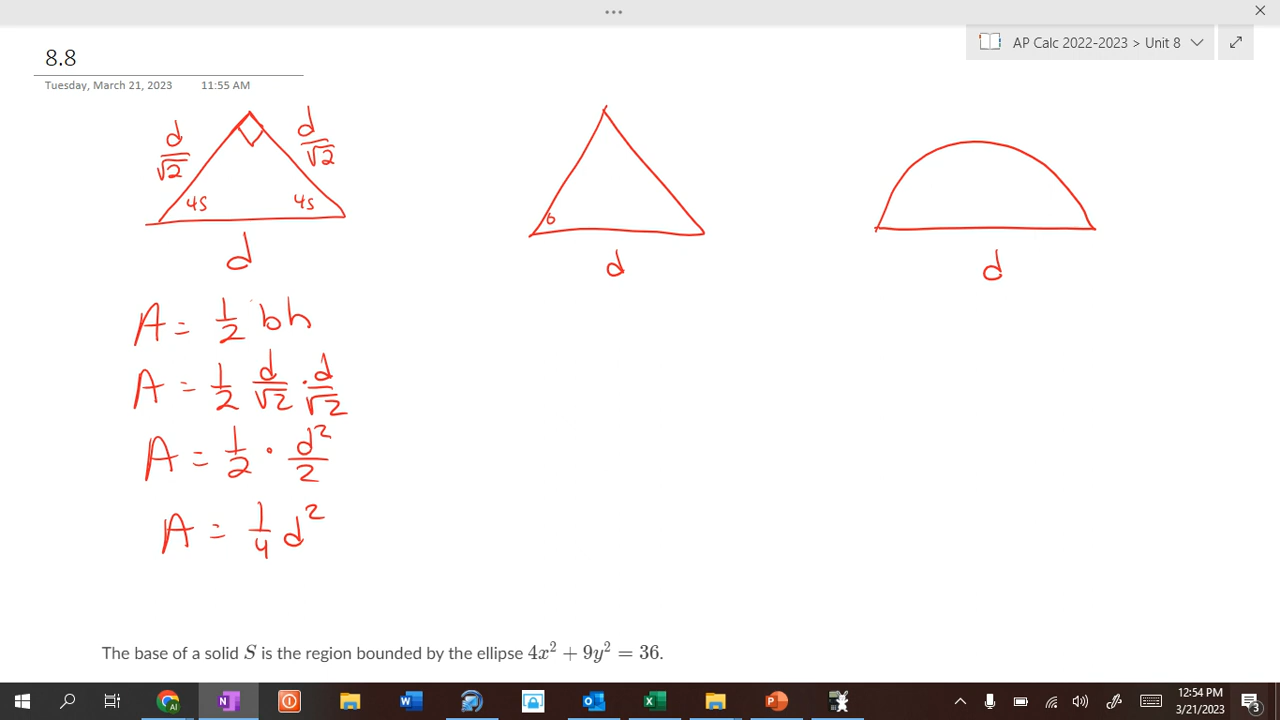 8.8
AP Calc 2022-2023 > Unit 8
Tuesday, March 21, 2023 11:55 AM
d/√2 d/√2
45 45
d
6
d
d
A = 1/2 bh
A = 1/2 d/√2 · d/√2
A = 1/2 · d²/2
A = 1/4 d²
The base of a solid S is the region bounded by the ellipse 4x² + 9y² = 36.
12:54 PM
3/21/2023
3